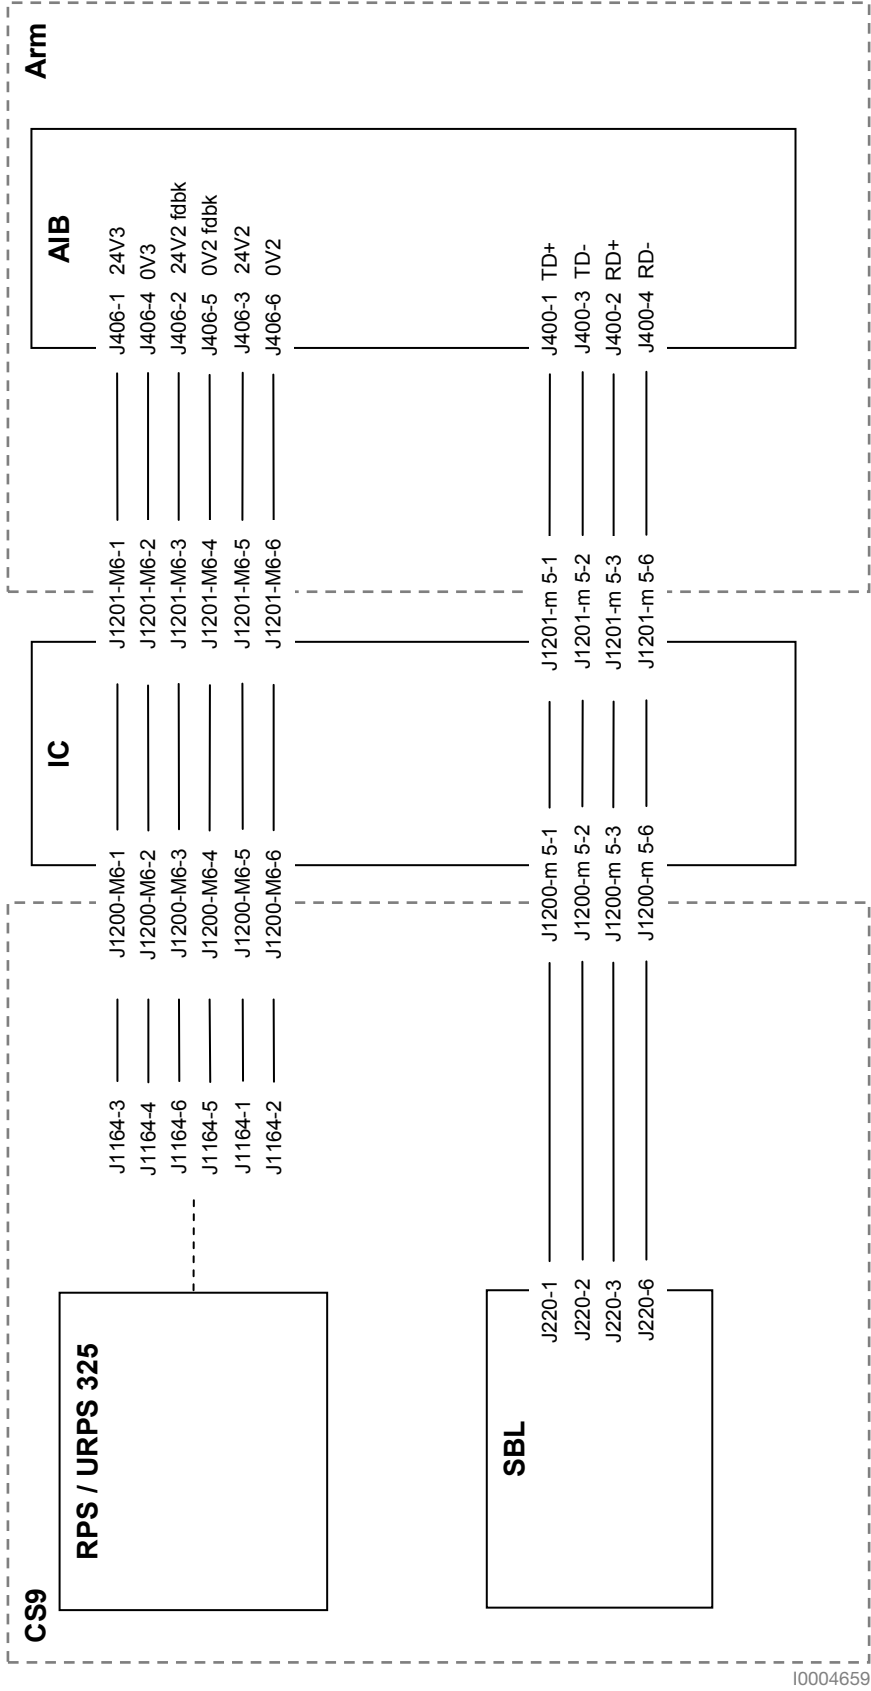 Arm
AIB
J406-1 24V3
J406-4 0V3
J406-2 24V2 fdbk
J406-5 0V2 fdbk
J406-3 24V2
J406-6 0V2
J400-1 TD+
J400-3 TD-
J400-2 RD+
J400-4 RD-
J1201-M6-1
J1201-M6-2
J1201-M6-3
J1201-M6-4
J1201-M6-5
J1201-M6-6
J1201-m 5-1
J1201-m 5-2
J1201-m 5-3
J1201-m 5-6
IC
J1200-M6-1
J1200-M6-2
J1200-M6-3
J1200-M6-4
J1200-M6-5
J1200-M6-6
J1200-m 5-1
J1200-m 5-2
J1200-m 5-3
J1200-m 5-6
J1164-3
J1164-4
J1164-6
J1164-5
J1164-1
J1164-2
CS9
RPS / URPS 325
SBL
J220-1
J220-2
J220-3
J220-6
I0004659